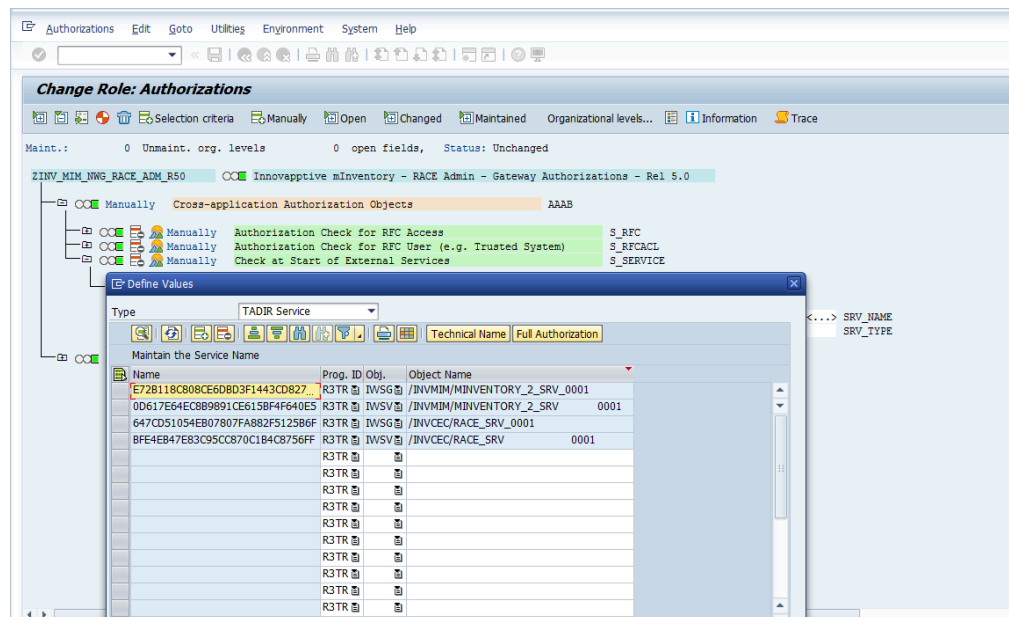 Authorizations Edit Goto Utilities Environment System Help
Change Role: Authorizations
Selection criteria Manually Open Changed Maintained Organizational levels... Information Trace
Maint.: 0 Unmaint. org. levels 0 open fields, Status: Unchanged
ZINV_MIM_NWG_RACE_ADM_R50 Innovapptive mInventory - RACE Admin - Gateway Authorizations - Rel 5.0
Manually Cross-application Authorization Objects AAAB
Manually Authorization Check for RFC Access S_RFC
Manually Authorization Check for RFC User (e.g. Trusted System) S_RFCACL
Manually Check at Start of External Services S_SERVICE
Define Values
Type TADIR Service
<...> SRV_NAME
SRV_TYPE
Technical Name Full Authorization
Maintain the Service Name
Name Prog. ID Obj. Object Name
E72B118C808CE6DBD3F1443CD827... R3TR IWSG /INVMIM/MINVENTORY_2_SRV_0001
0D617E64EC8B9891CE615BF4F640E5 R3TR IWSV /INVMIM/MINVENTORY_2_SRV 0001
647CD51054EB07807FA882F5125B6F R3TR IWSG /INVCEC/RACE_SRV_0001
BFE4EB47E83C95CC870C1B4C8756FF R3TR IWSV /INVCEC/RACE_SRV 0001
R3TR
R3TR
R3TR
R3TR
R3TR
R3TR
R3TR
R3TR
R3TR
R3TR